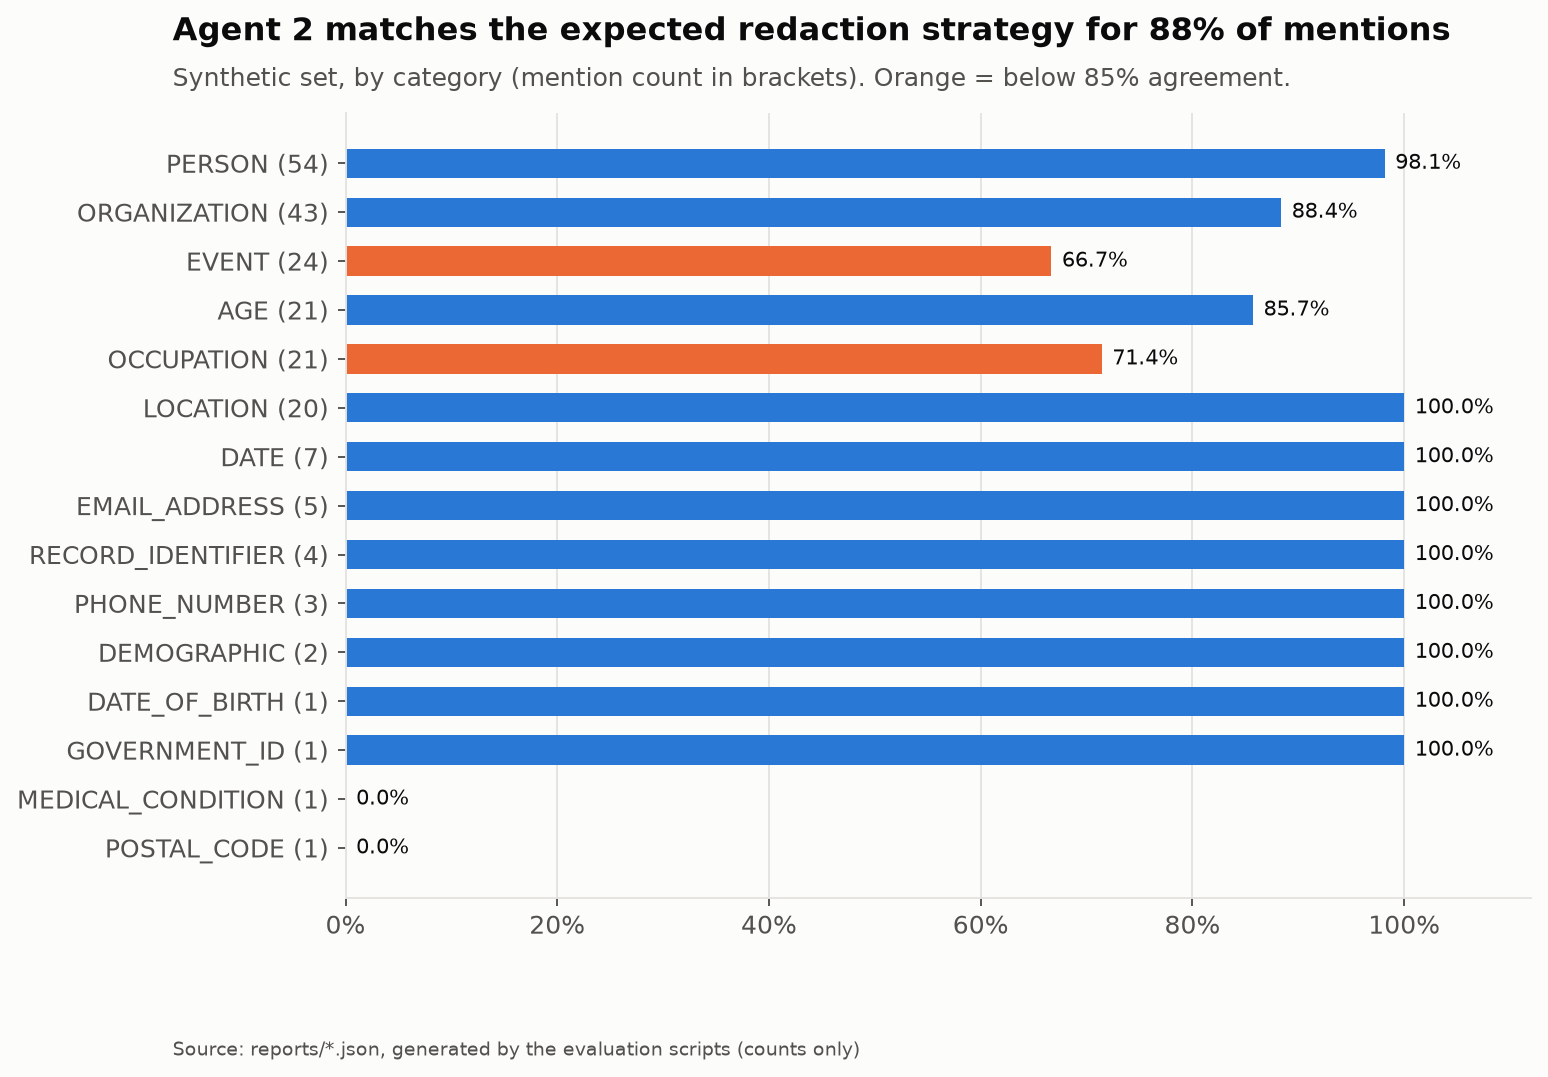 Agent 2 matches the expected redaction strategy for 88% of mentions
Synthetic set, by category (mention count in brackets). Orange = below 85% agreement.
PERSON (54) 98.1%
ORGANIZATION (43) 88.4%
EVENT (24) 66.7%
AGE (21) 85.7%
OCCUPATION (21) 71.4%
LOCATION (20) 100.0%
DATE (7) 100.0%
EMAIL_ADDRESS (5) 100.0%
RECORD_IDENTIFIER (4) 100.0%
PHONE_NUMBER (3) 100.0%
DEMOGRAPHIC (2) 100.0%
DATE_OF_BIRTH (1) 100.0%
GOVERNMENT_ID (1) 100.0%
MEDICAL_CONDITION (1) 0.0%
POSTAL_CODE (1) 0.0%
0% 20% 40% 60% 80% 100%
Source: reports/*.json, generated by the evaluation scripts (counts only)